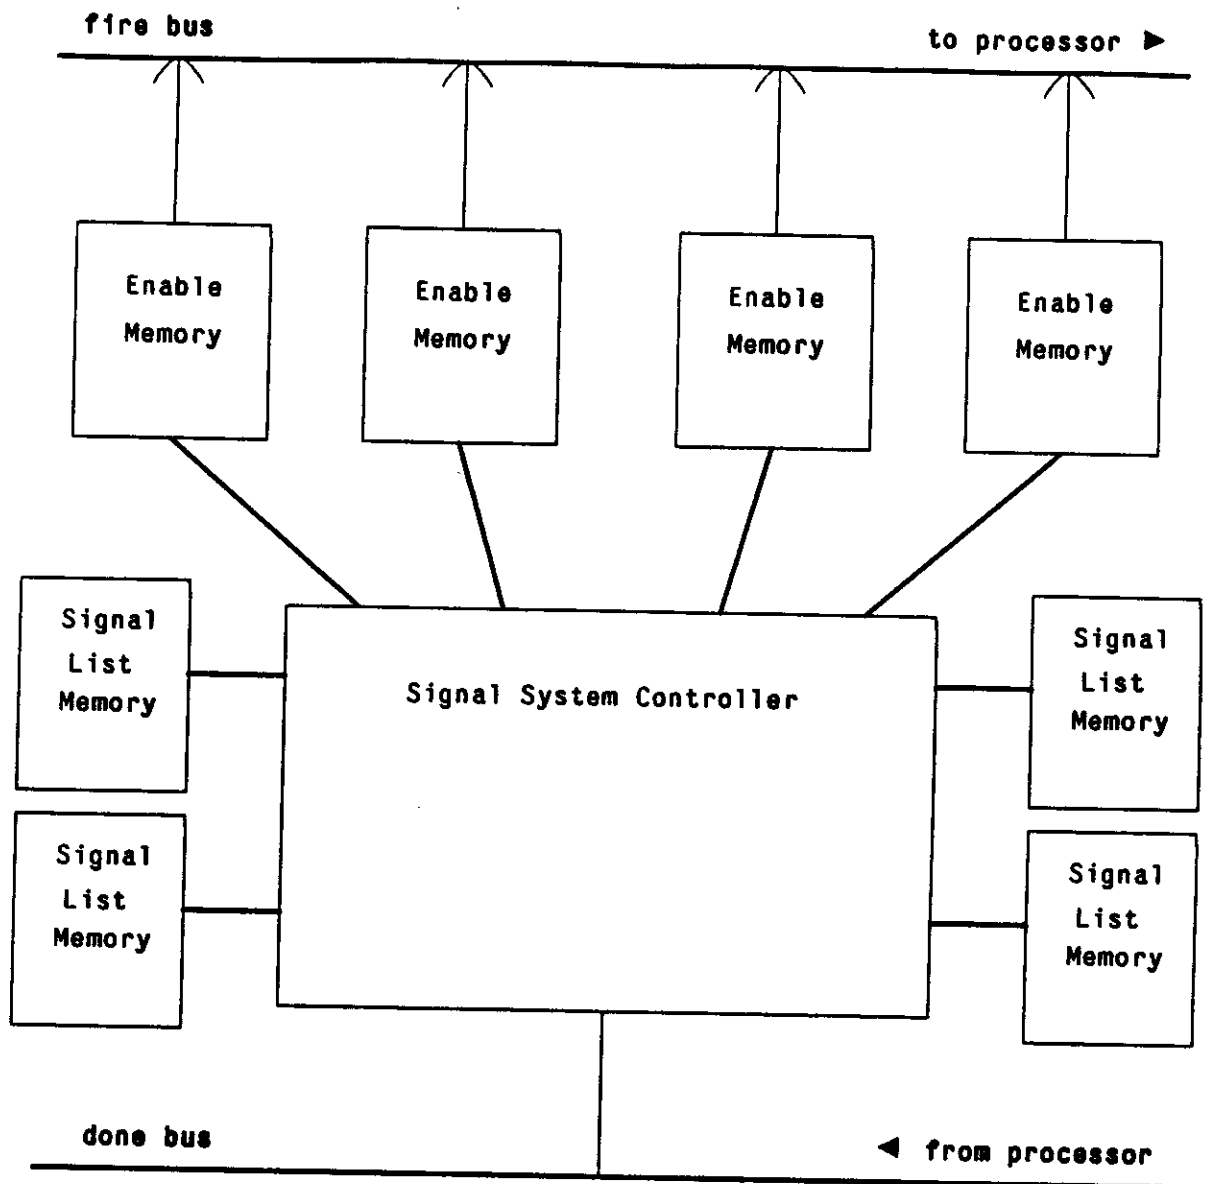 fire bus
to processor ►
Enable
Memory
Enable
Memory
Enable
Memory
Enable
Memory
Signal
List
Memory
Signal System Controller
Signal
List
Memory
Signal
List
Memory
Signal
List
Memory
done bus
◄ from processor